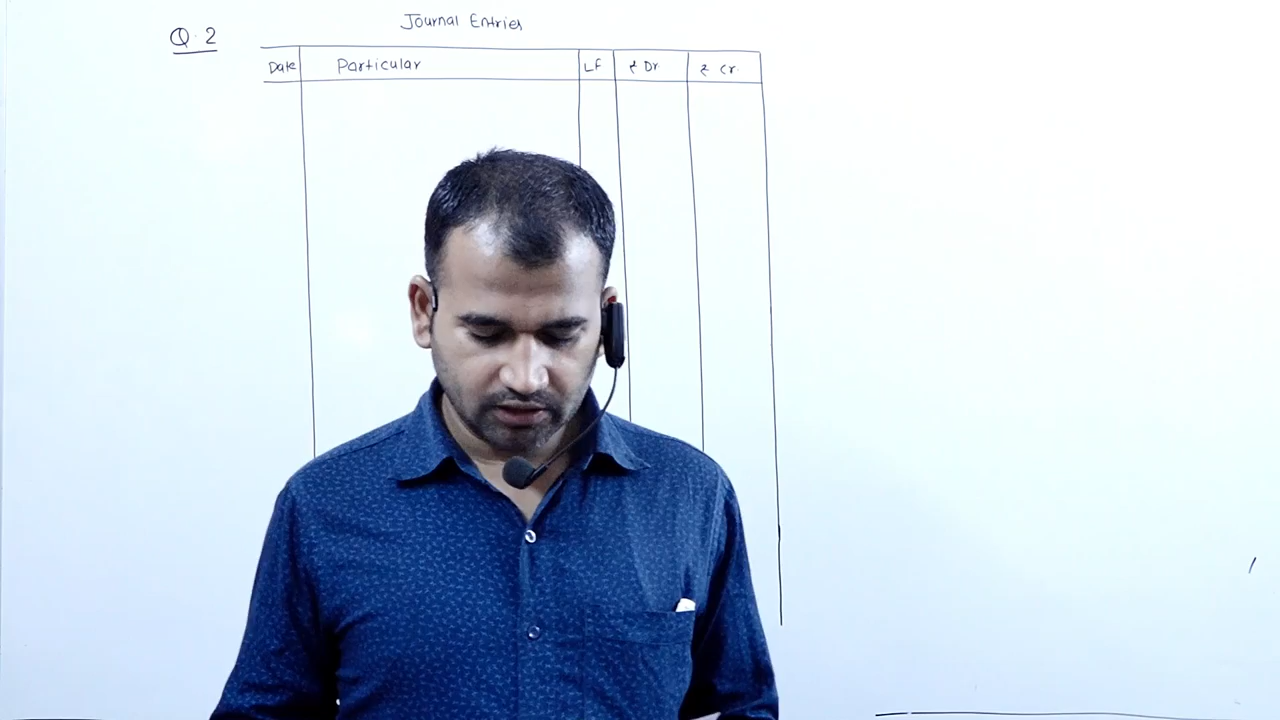 Journal Entries
Q.2
Date Particular LF ₹ Dr. ₹ Cr.